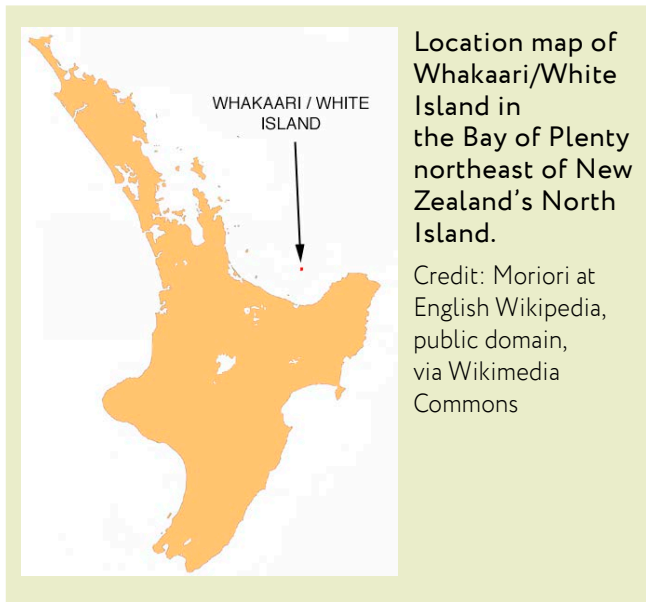 WHAKAARI / WHITE
ISLAND
Location map of
Whakaari/White
Island in
the Bay of Plenty
northeast of New
Zealand’s North
Island.
Credit: Moriori at
English Wikipedia,
public domain,
via Wikimedia
Commons